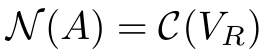 𝒩(A) = 𝒞(V_R)